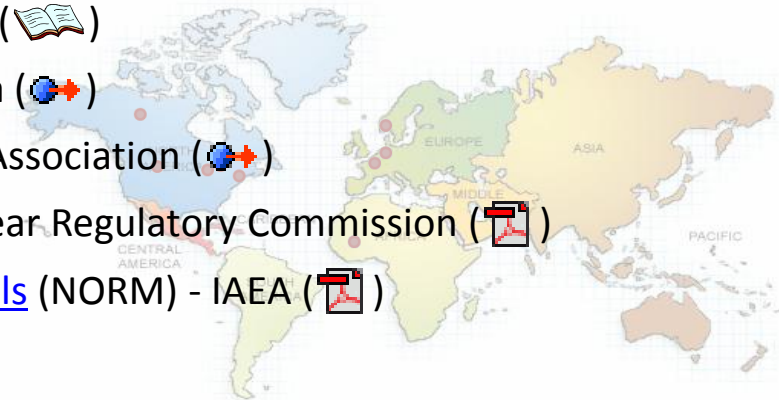 ( )
( )
Association ( )
ear Regulatory Commission ( )
ls (NORM) - IAEA ( )
EUROPE
ASIA
MIDDLE
AFRICA
PACIFIC
CENTRAL
AMERICA